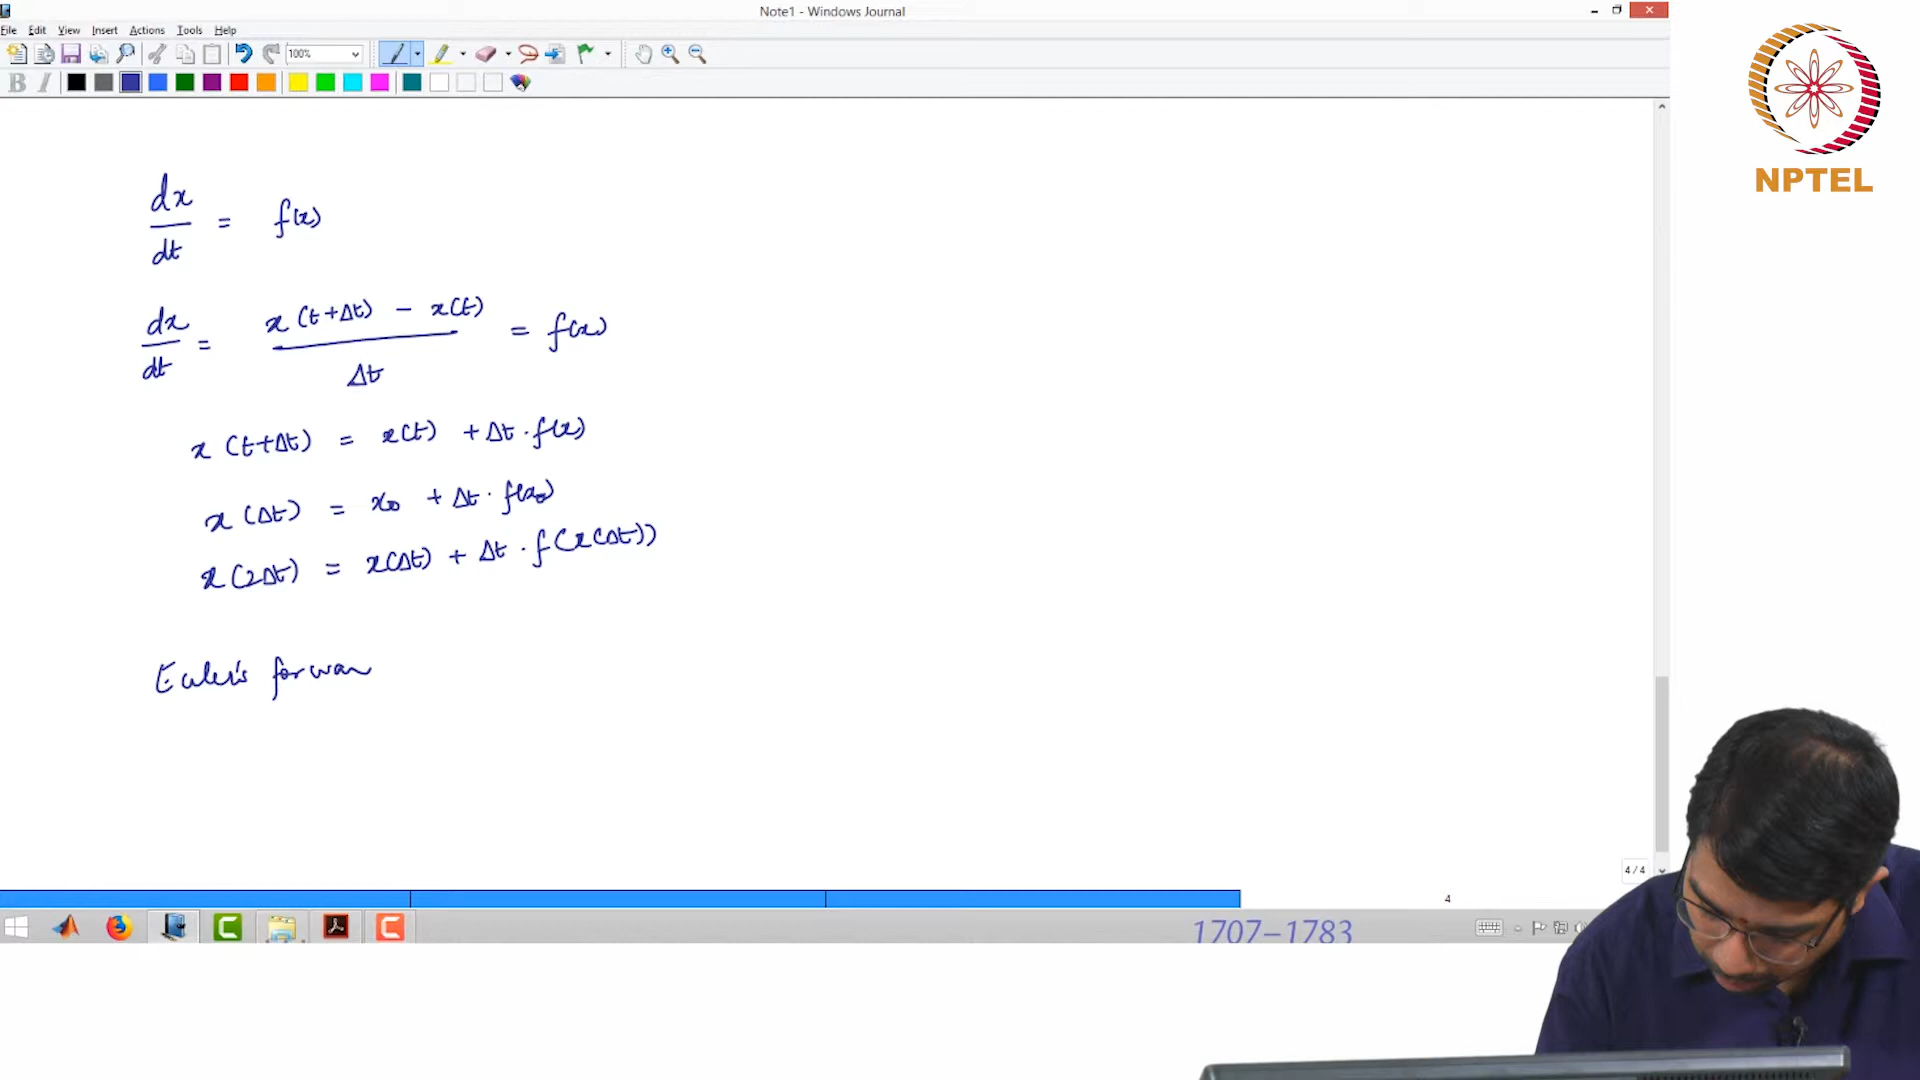 Note1 - Windows Journal
File Edit View Insert Actions Tools Help
100%
B I
NPTEL
dx/dt = f(x)
dx/dt = x(t+Δt) - x(t) / Δt = f(x)
x(t+Δt) = x(t) + Δt · f(x)
x(Δt) = x₀ + Δt · f(x₀)
x(2Δt) = x(Δt) + Δt · f(x(Δt))
Euler's forwar
4 / 4
4
1707–1783